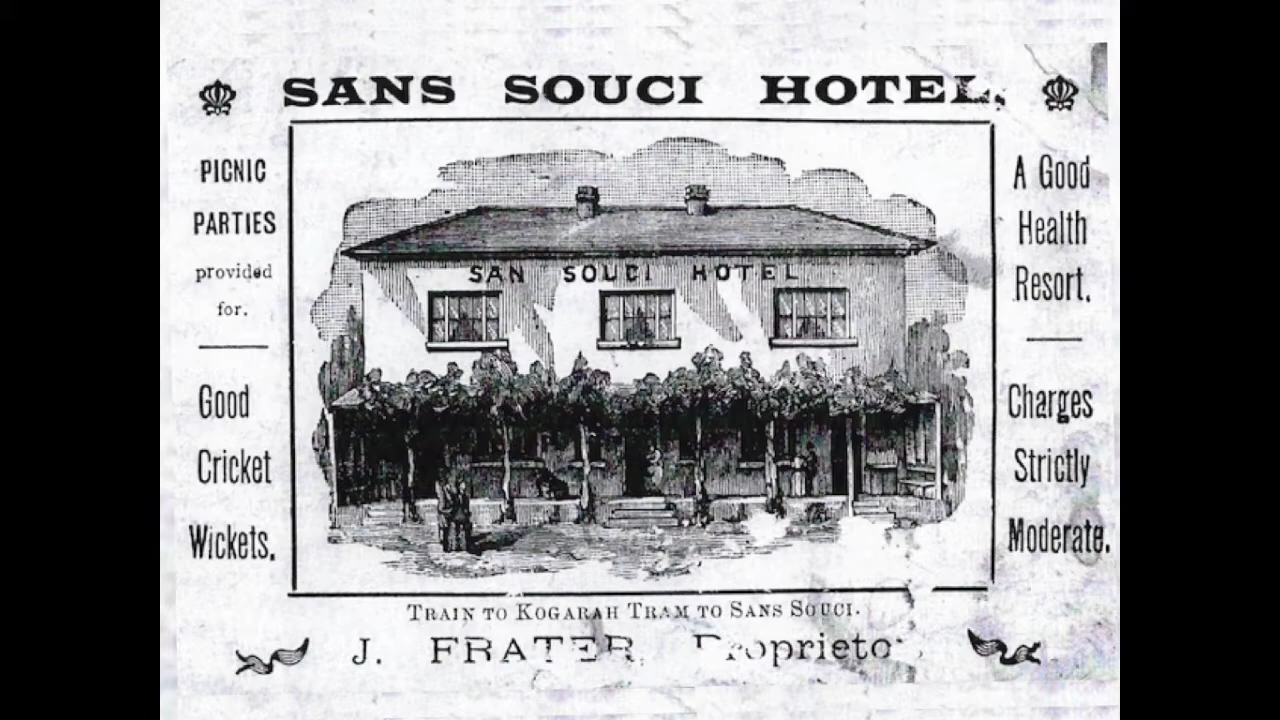 SANS SOUCI HOTEL.
PICNIC
PARTIES
provided
for.
Good
Cricket
Wickets.
SAN SOUCI HOTEL
A Good
Health
Resort.
Charges
Strictly
Moderate.
TRAIN TO KOGARAH TRAM TO SANS SOUCI.
J. FRATER, Proprietor